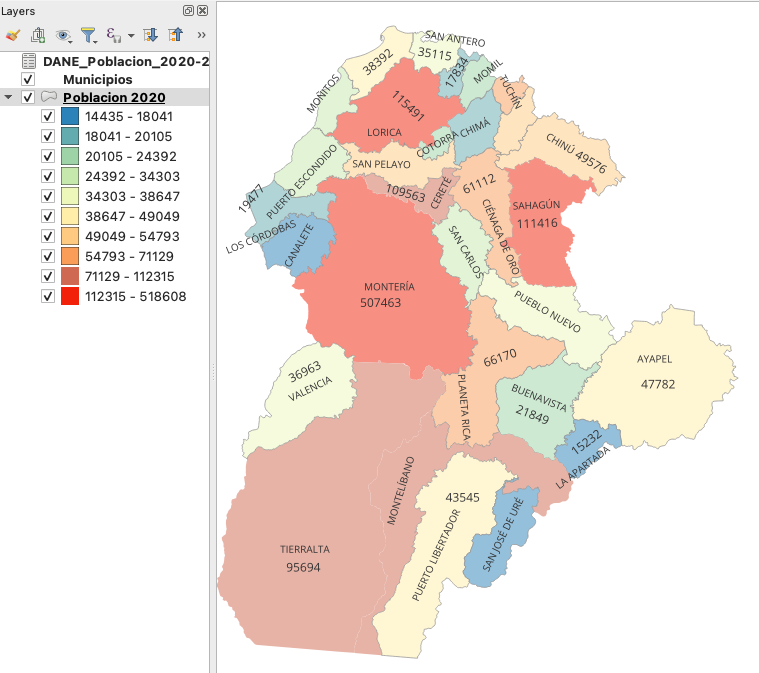 Layers
DANE_Poblacion_2020-2
Municipios
Poblacion 2020
14435 - 18041
18041 - 20105
20105 - 24392
24392 - 34303
34303 - 38647
38647 - 49049
49049 - 54793
54793 - 71129
71129 - 112315
112315 - 518608
SAN ANTERO
35115
38392
17834
MOMIL
TUCHÍN
MOÑITOS
115491
LORICA
COTORRA
CHIMÁ
CHINÚ 49576
PUERTO ESCONDIDO
SAN PELAYO
19477
109563
CERETÉ
61112
CIÉNAGA DE ORO
SAHAGÚN
111416
LOS CÓRDOBAS
CANALETE
SAN CARLOS
MONTERÍA
507463
PUEBLO NUEVO
36963
VALENCIA
66170
PLANETA RICA
AYAPEL
47782
BUENAVISTA
21849
15232
LA APARTADA
MONTELÍBANO
43545
PUERTO LIBERTADOR
SAN JOSÉ DE URÉ
TIERRALTA
95694